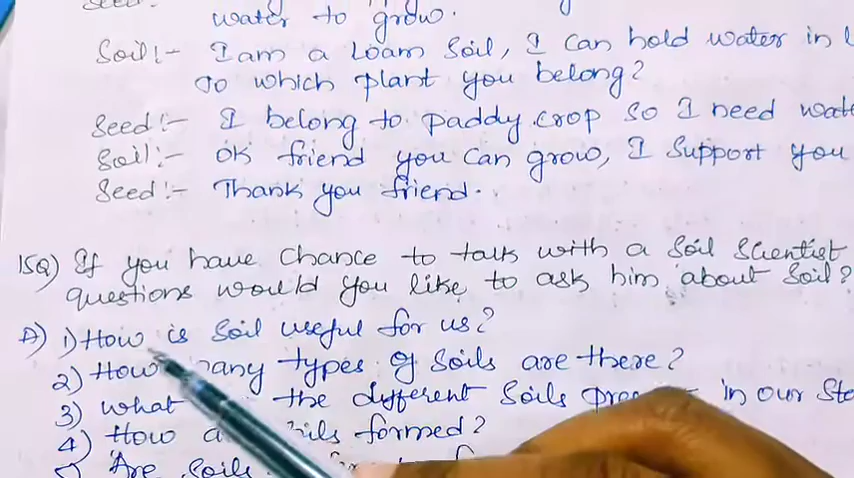 water to grow.
Soil:- I am a Loam Soil, I can hold water in
To which plant you belong?
Seed:- I belong to paddy crop so I need
Soil:- OK friend you can grow, I Support you
Seed:- Thank you friend.
15Q) If you have chance to talk with a Soil Scientist
questions would you like to ask him about Soil?
A) 1) How is Soil useful for us?
2) How types of Soils are there?
3) What the different Soils in our
4) How formed?
5) Are Soils